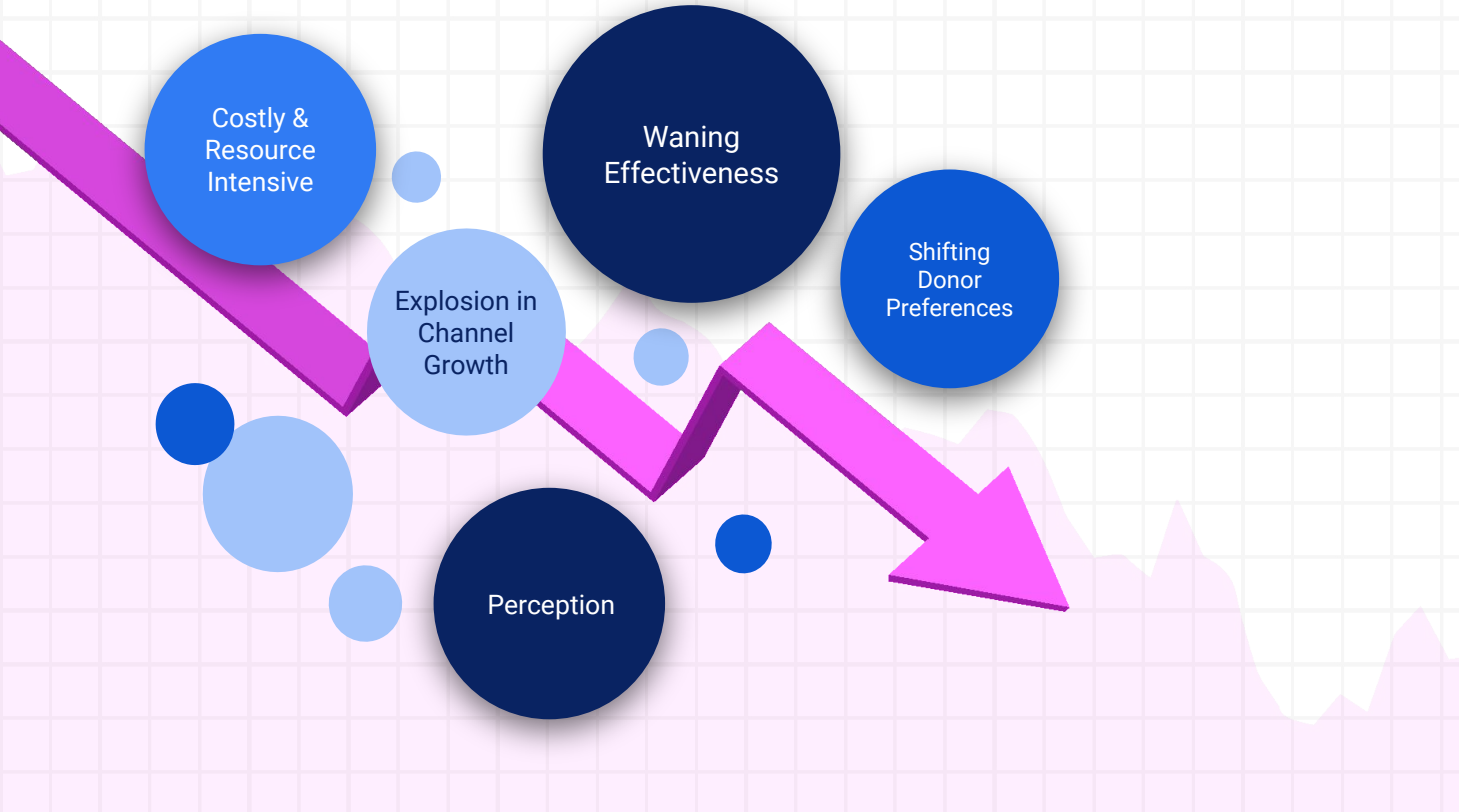 Costly &
Resource
Intensive
Waning
Effectiveness
Shifting
Donor
Preferences
Explosion in
Channel
Growth
Perception